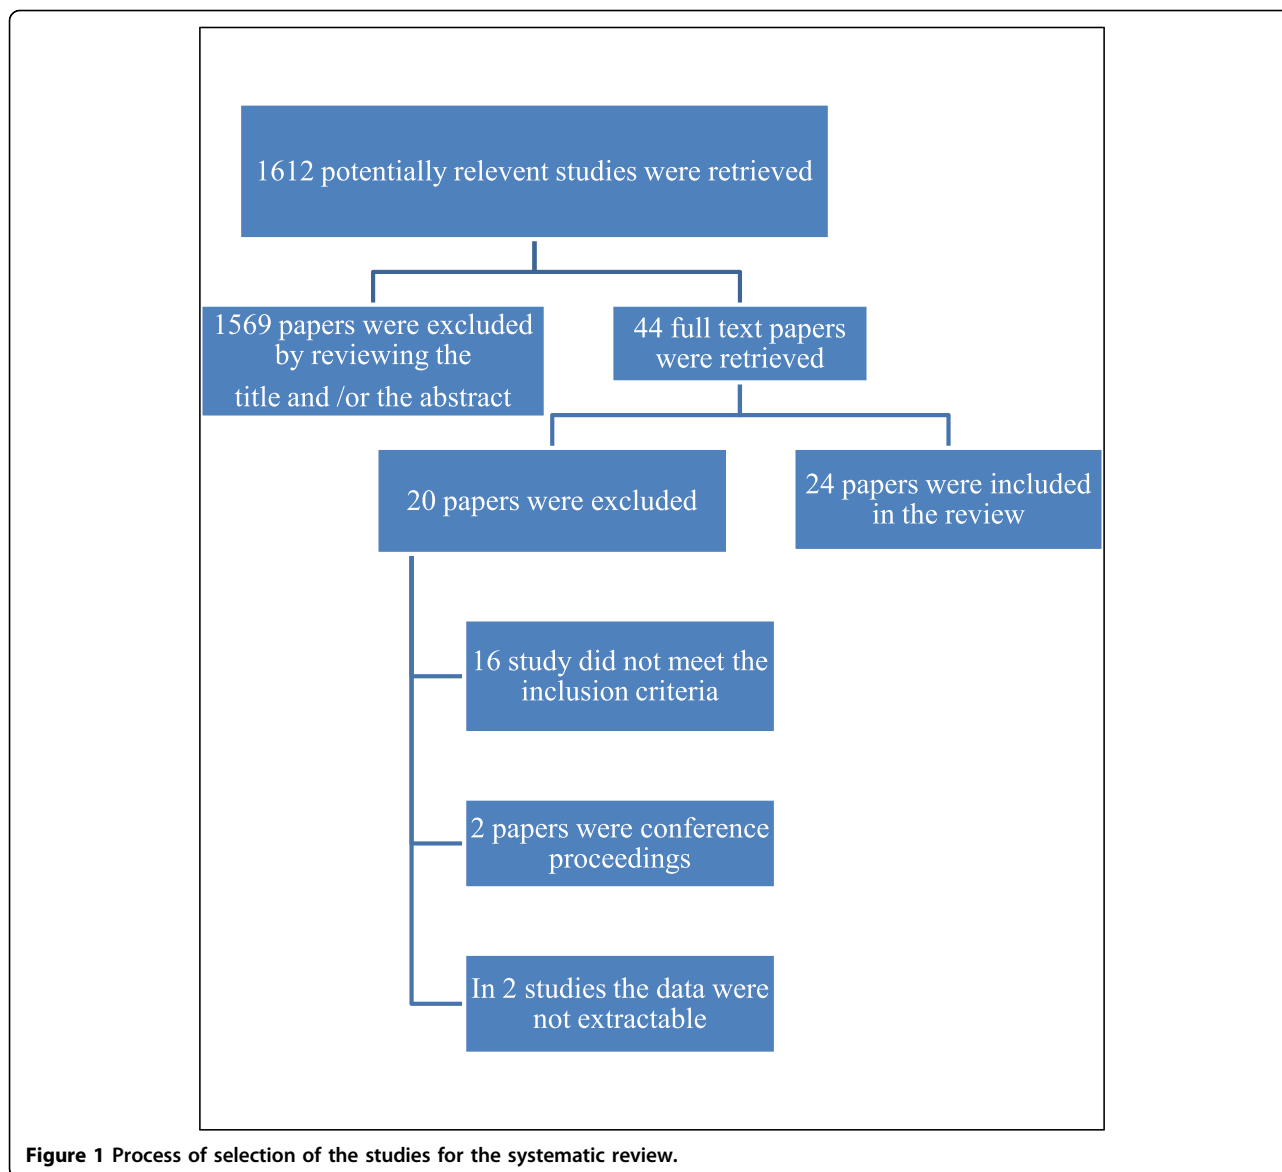 1612 potentially relevent studies were retrieved
1569 papers were excluded
by reviewing the
title and /or the abstract
44 full text papers
were retrieved
20 papers were excluded
24 papers were included
in the review
16 study did not meet the
inclusion criteria
2 papers were conference
proceedings
In 2 studies the data were
not extractable
Figure 1 Process of selection of the studies for the systematic review.